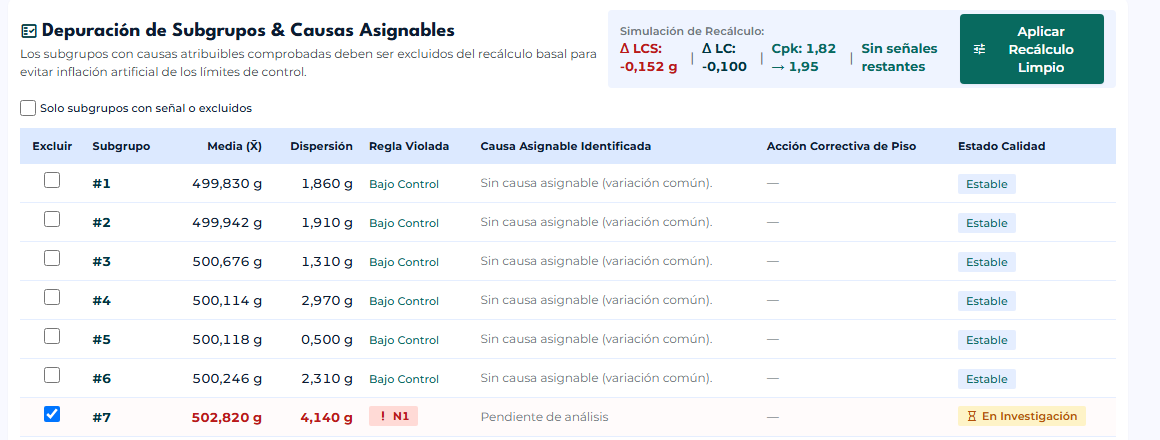 Depuración de Subgrupos & Causas Asignables
Los subgrupos con causas atribuibles comprobadas deben ser excluidos del recálculo basal para
evitar inflación artificial de los límites de control.
Simulación de Recálculo:
Δ LCS: | Δ LC: | Cpk: 1,82 | Sin señales
-0,152 g -0,100 → 1,95 restantes
Aplicar
Recálculo
Limpio
Solo subgrupos con señal o excluidos
Excluir Subgrupo Media (X̄) Dispersión Regla Violada Causa Asignable Identificada Acción Correctiva de Piso Estado Calidad
#1 499,830 g 1,860 g Bajo Control Sin causa asignable (variación común). — Estable
#2 499,942 g 1,910 g Bajo Control Sin causa asignable (variación común). — Estable
#3 500,676 g 1,310 g Bajo Control Sin causa asignable (variación común). — Estable
#4 500,114 g 2,970 g Bajo Control Sin causa asignable (variación común). — Estable
#5 500,118 g 0,500 g Bajo Control Sin causa asignable (variación común). — Estable
#6 500,246 g 2,310 g Bajo Control Sin causa asignable (variación común). — Estable
#7 502,820 g 4,140 g ! N1 Pendiente de análisis — En Investigación